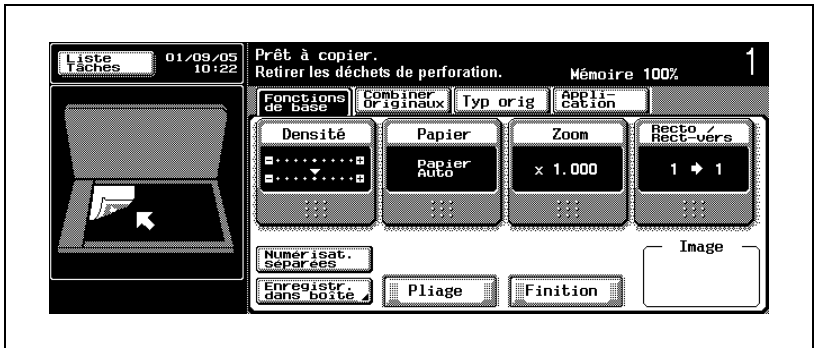 Liste
Tâches
01/09/05
10:22
Prêt à copier.
Retirer les déchets de perforation.
Mémoire 100%
1
Fonctions
de base
Combiner
Originaux
Typ orig
Appli-
cation
Densité
Papier
Zoom
Recto /
Rect-vers
Papier
Auto
× 1.000
1 ➔ 1
Numérisat.
séparées
Image
Enregistr.
dans boîte
Pliage
Finition